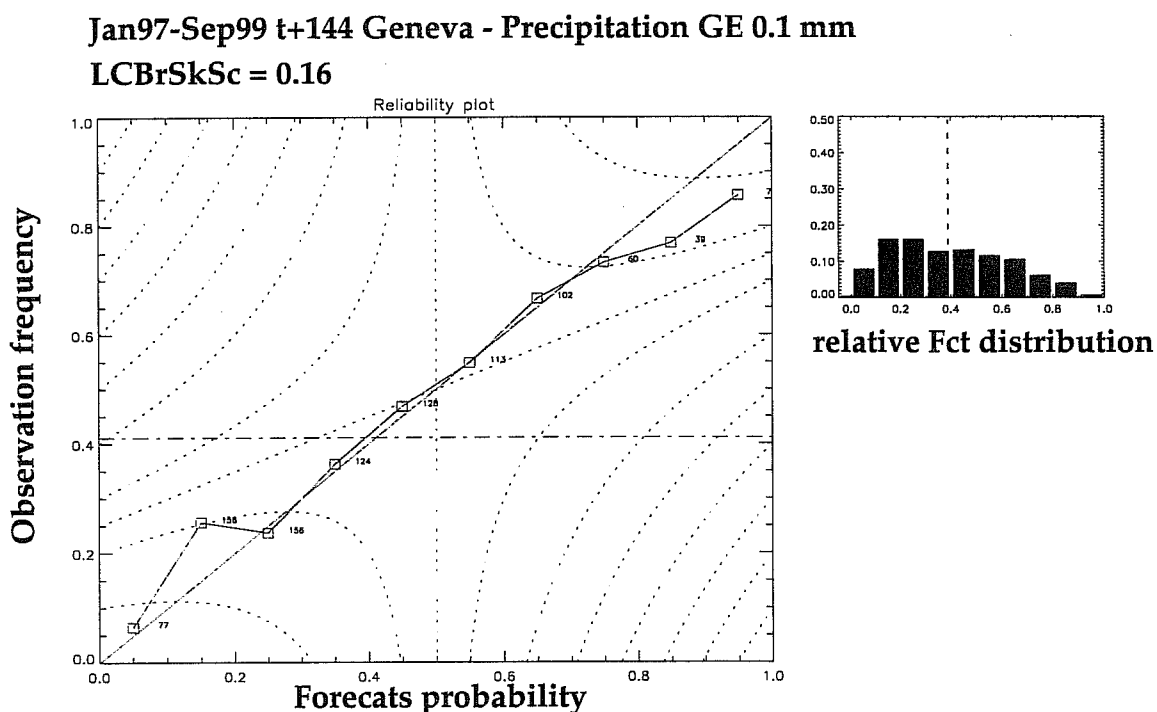 Jan97-Sep99 t+144 Geneva - Precipitation GE 0.1 mm
LCBrSkSc = 0.16
Reliability plot
1.0
0.8
0.6
0.4
0.2
0.0
0.0 0.2 0.4 0.6 0.8 1.0
Observation frequency
Forecats probability
77
156
124
128
113
102
60
39
7
0.50
0.40
0.30
0.20
0.10
0.00
0.0 0.2 0.4 0.6 0.8 1.0
relative Fct distribution